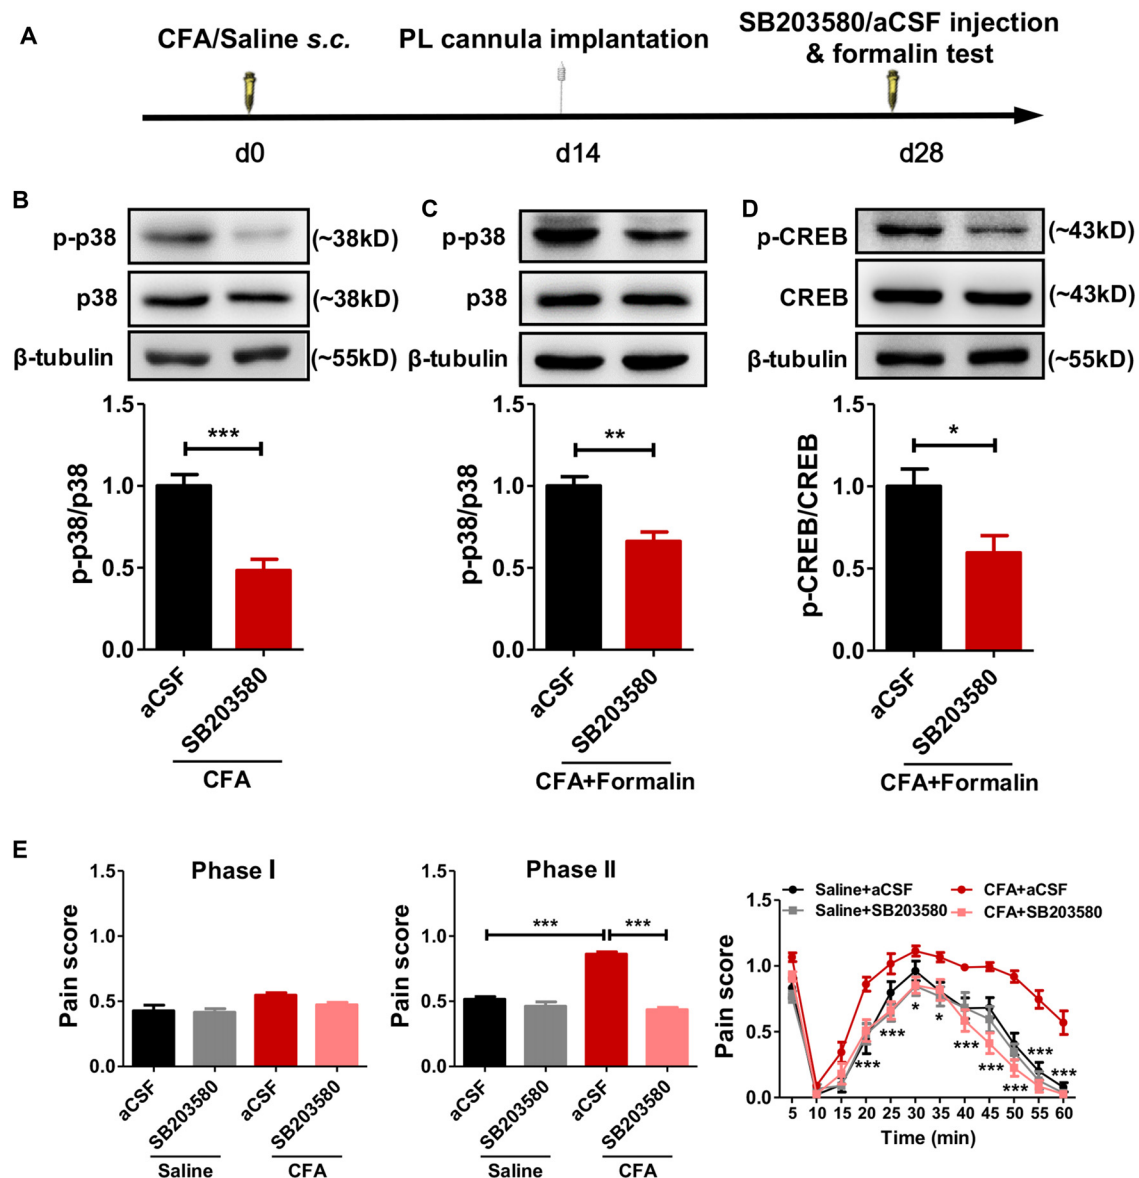 A
CFA/Saline s.c.
PL cannula implantation
SB203580/aCSF injection
& formalin test
d0
d14
d28
B
p-p38
(~38kD)
p38
(~38kD)
β-tubulin
(~55kD)
1.5
1.0
0.5
0.0
p-p38/p38
***
aCSF
SB203580
CFA
C
p-p38
p38
β-tubulin
1.5
1.0
0.5
0.0
p-p38/p38
**
aCSF
SB203580
CFA+Formalin
D
p-CREB
(~43kD)
CREB
(~43kD)
β-tubulin
(~55kD)
1.5
1.0
0.5
0.0
p-CREB/CREB
*
aCSF
SB203580
CFA+Formalin
E
Phase I
1.5
1.0
0.5
0.0
Pain score
aCSF
SB203580
aCSF
SB203580
Saline
CFA
Phase II
1.5
1.0
0.5
0.0
Pain score
***
***
aCSF
SB203580
aCSF
SB203580
Saline
CFA
Saline+aCSF
CFA+aCSF
Saline+SB203580
CFA+SB203580
1.5
1.0
0.5
0.0
Pain score
***
***
*
*
***
***
***
***
***
5 10 15 20 25 30 35 40 45 50 55 60
Time (min)